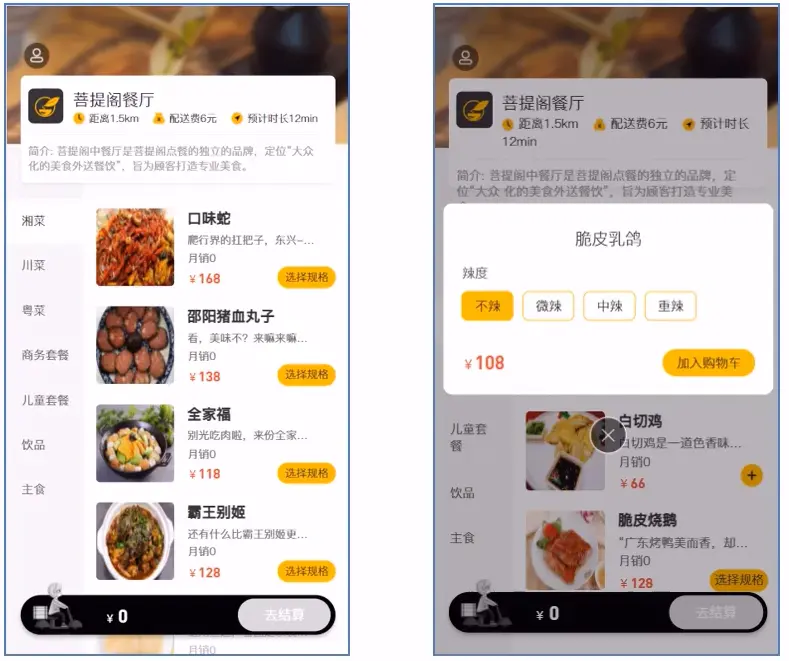 菩提阁餐厅
距离1.5km 配送费6元 预计时长12min
简介: 菩提阁中餐厅是菩提阁点餐的独立的品牌，定位“大众
化的美食外送餐饮”，旨为顾客打造专业美食。
湘菜
川菜
粤菜
商务套餐
儿童套餐
饮品
主食
口味蛇
爬行界的扛把子，东兴-...
月销0
¥168 选择规格
邵阳猪血丸子
看，美味不？来嘛来嘛...
月销0
¥138 选择规格
全家福
别光吃肉啦，来份全家...
月销0
¥118 选择规格
霸王别姬
还有什么比霸王别姬更...
月销0
¥128 选择规格
¥ 0 去结算
月销0
菩提阁餐厅
距离1.5km 配送费6元 预计时长
12min
简介: 菩提阁中餐厅是菩提阁点餐的独立的品牌，定
位“大众 化的美食外送餐饮”，旨为顾客打造专业美
脆皮乳鸽
辣度
不辣 微辣 中辣 重辣
¥108 加入购物车
儿童套
餐
饮品
主食
白切鸡
白切鸡是一道色香味...
月销0
¥66
脆皮烧鹅
“广东烤鸭美而香，却...
月销0
¥128 选择规格
¥ 0 去结算